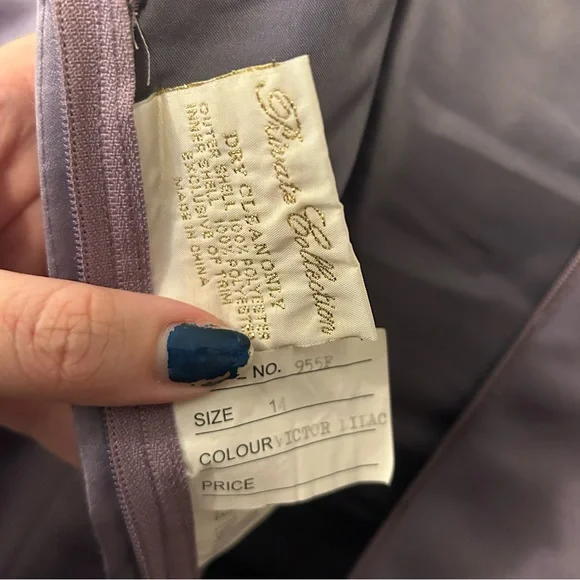 Private Collection
DRY CLEAN ONLY
OUTER SHELL 100% POLYESTER
INNER SHELL 100% POLYESTER
EXCLUSIVE OF TRIM
MADE IN CHINA
NO. 955F
SIZE 14
COLOUR VICTOR LILAC
PRICE